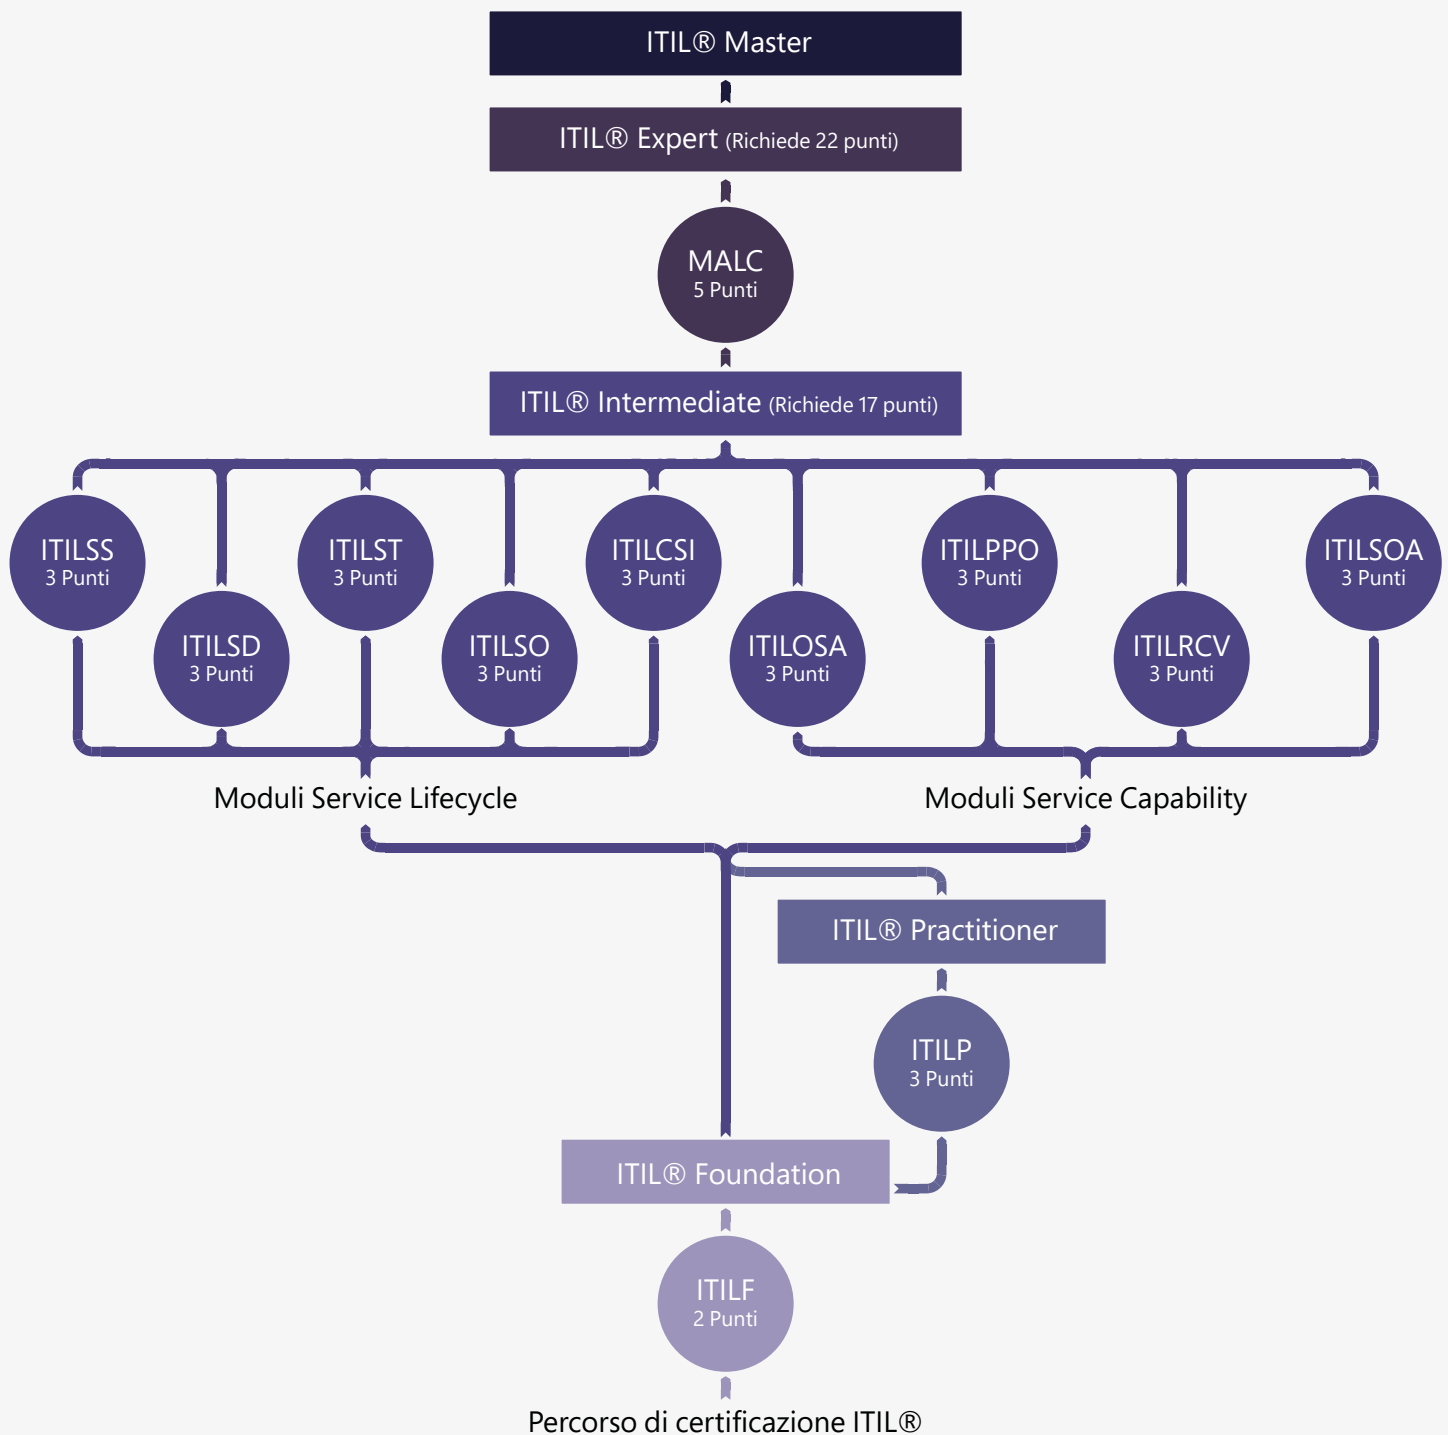 ITIL® Master
ITIL® Expert (Richiede 22 punti)
MALC
5 Punti
ITIL® Intermediate (Richiede 17 punti)
ITILSS
3 Punti
ITILST
3 Punti
ITILCSI
3 Punti
ITILPPO
3 Punti
ITILSOA
3 Punti
ITILSD
3 Punti
ITILSO
3 Punti
ITILOSA
3 Punti
ITILRCV
3 Punti
Moduli Service Lifecycle
Moduli Service Capability
ITIL® Practitioner
ITILP
3 Punti
ITIL® Foundation
ITILF
2 Punti
Percorso di certificazione ITIL®